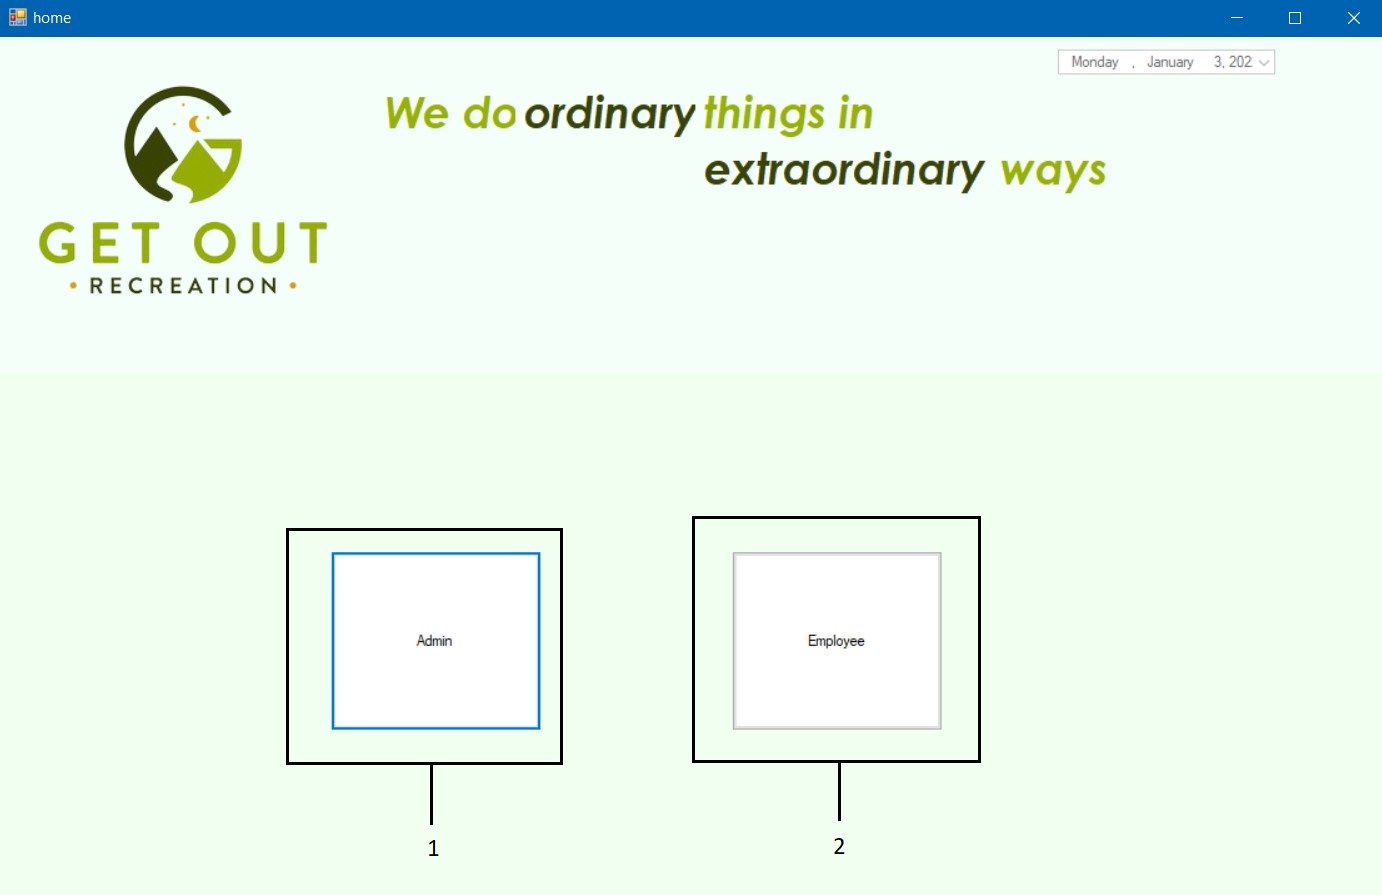 home
Monday , January 3, 202
We do ordinary things in
extraordinary ways
GET OUT
• RECREATION •
Admin
Employee
1
2